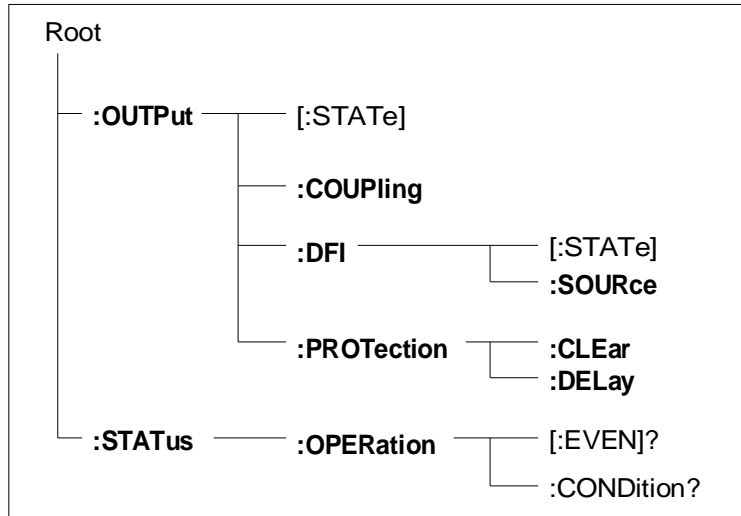 Root
:OUTPut [:STATe]
:COUPling
:DFI [:STATe]
:SOURce
:PROTection :CLEar
:DELay
:STATus :OPERation [:EVEN]?
:CONDition?